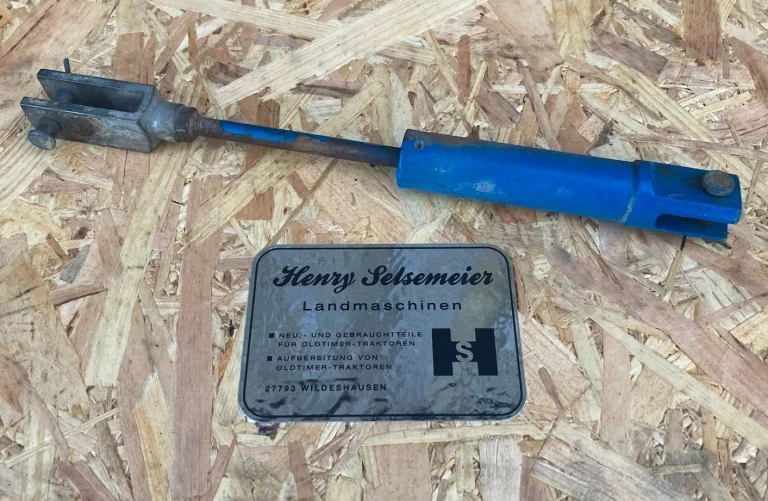 Henry Selsemeier
Landmaschinen
■ NEU.- UND GEBRAUCHTTEILE
FÜR OLDTIMER-TRAKTOREN
■ AUFBEREITUNG VON
OLDTIMER-TRAKTOREN
27793 WILDESHAUSEN
HS